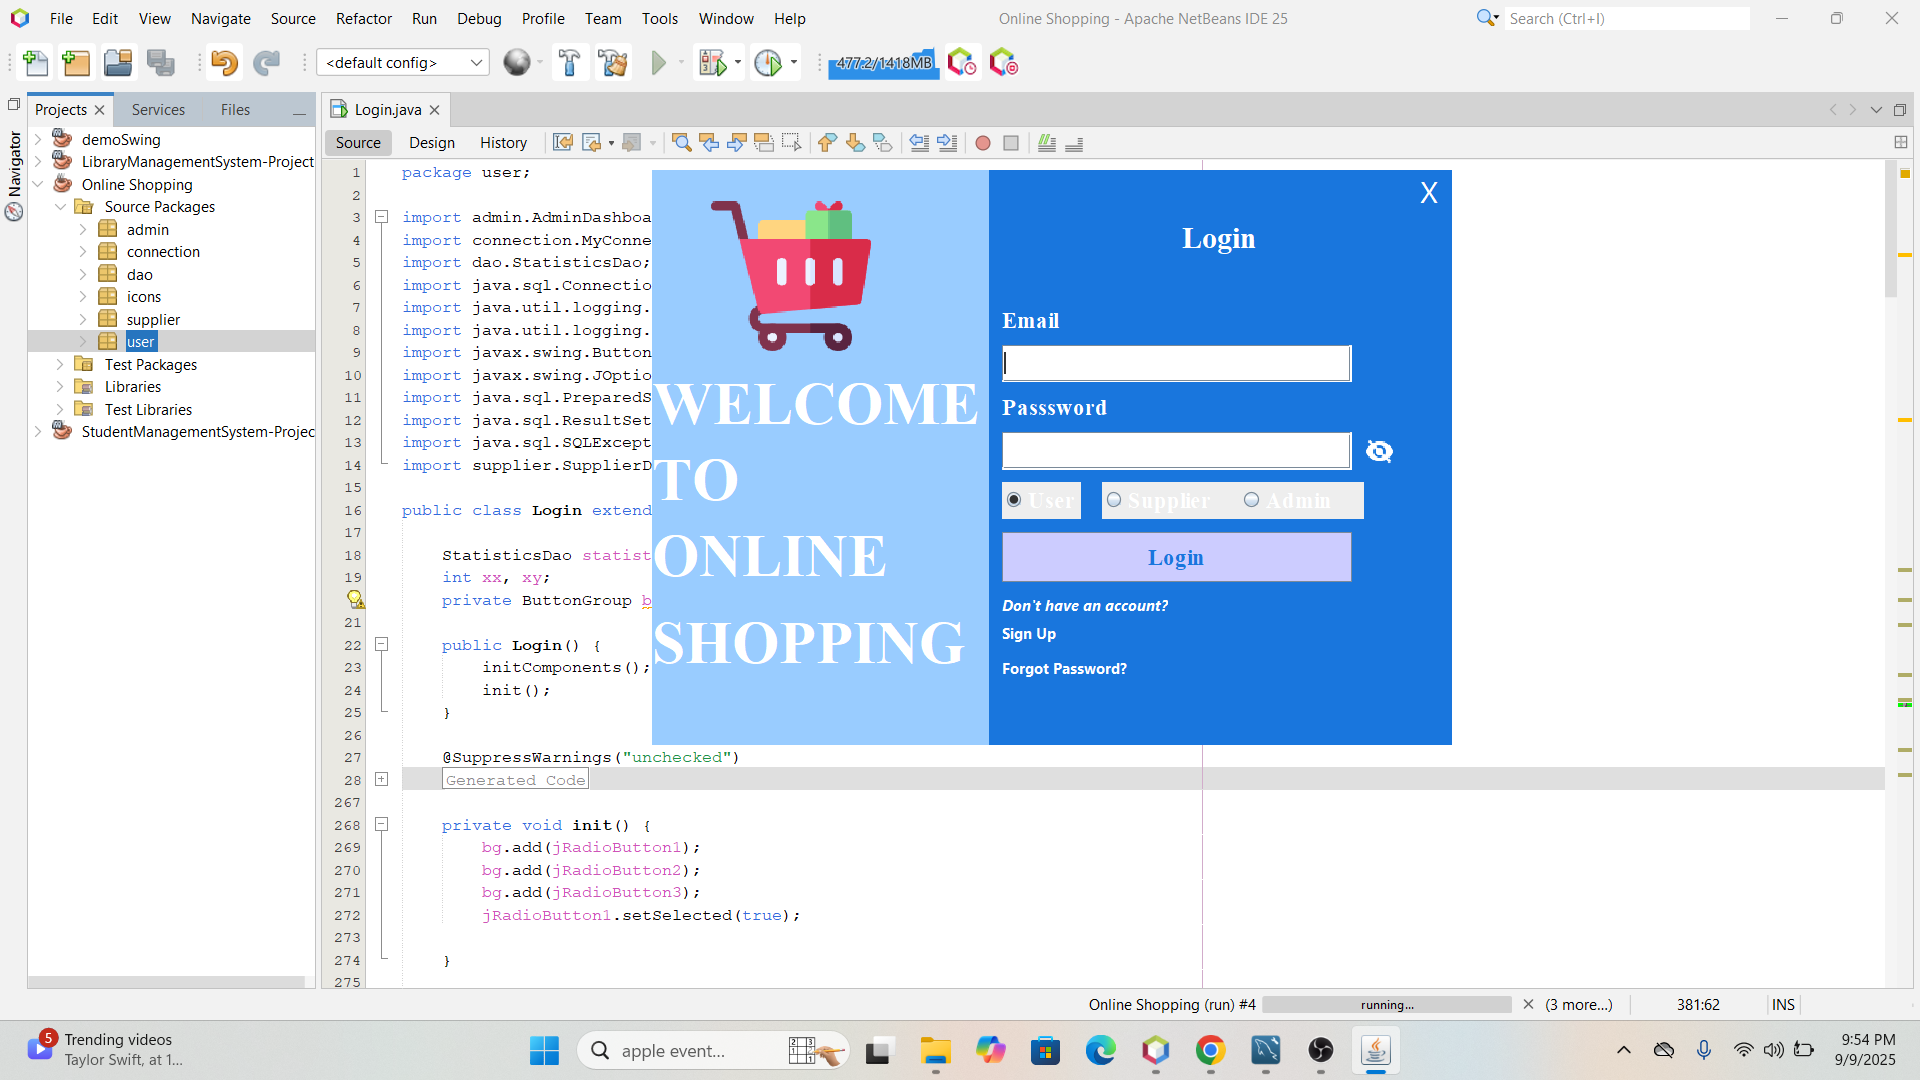 File Edit View Navigate Source Refactor Run Debug Profile Team Tools Window Help
Online Shopping - Apache NetBeans IDE 25
Search (Ctrl+I)
<default config>
477.2/1418MB
Navigator
Projects
Services
Files
demoSwing
LibraryManagementSystem-Project
Online Shopping
Source Packages
admin
connection
dao
icons
supplier
user
Test Packages
Libraries
Test Libraries
StudentManagementSystem-Projec
Login.java
Source Design History
1 package user;
2
3 import admin.AdminDashboa
4 import connection.MyConne
5 import dao.StatisticsDao;
6 import java.sql.Connectio
7 import java.util.logging.
8 import java.util.logging.
9 import javax.swing.Button
10 import javax.swing.JOptio
11 import java.sql.PreparedS
12 import java.sql.ResultSet
13 import java.sql.SQLExcept
14 import supplier.SupplierD
15
16 public class Login extend
17
18 StatisticsDao statist
19 int xx, xy;
private ButtonGroup b
21
22 public Login() {
23 initComponents();
24 init();
25 }
26
27 @SuppressWarnings("unchecked")
28 Generated Code
267
268 private void init() {
269 bg.add(jRadioButton1);
270 bg.add(jRadioButton2);
271 bg.add(jRadioButton3);
272 jRadioButton1.setSelected(true);
273
274 }
275
WELCOME
TO
ONLINE
SHOPPING
X
Login
Email
Passsword
User Supplier Admin
Login
Don't have an account?
Sign Up
Forgot Password?
Online Shopping (run) #4
running...
(3 more...)
381:62
INS
5
Trending videos
Taylor Swift, at 1...
apple event...
9:54 PM
9/9/2025